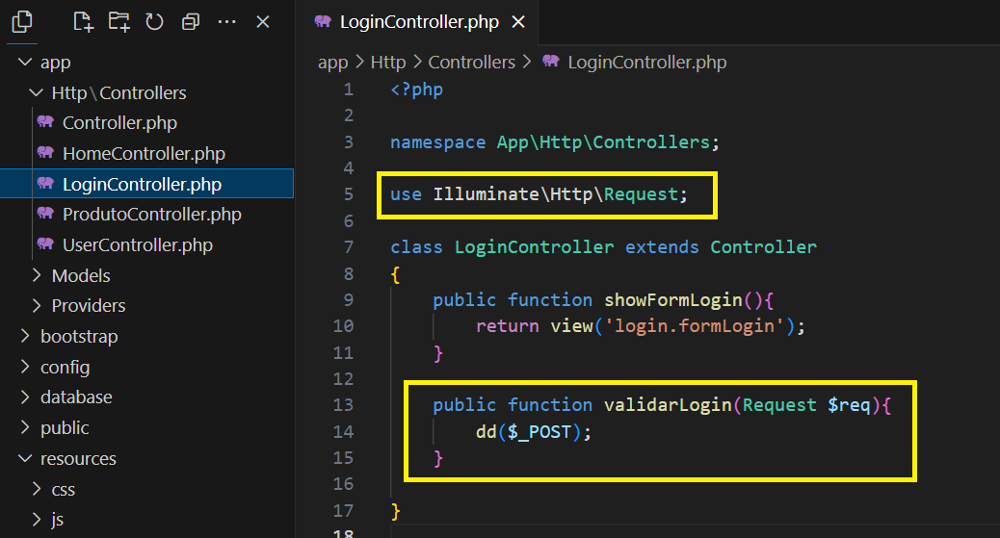 app
Http\Controllers
Controller.php
HomeController.php
LoginController.php
ProdutoController.php
UserController.php
Models
Providers
bootstrap
config
database
public
resources
css
js
LoginController.php
app > Http > Controllers > LoginController.php
1 <?php
2
3 namespace App\Http\Controllers;
4
5 use Illuminate\Http\Request;
6
7 class LoginController extends Controller
8 {
9     public function showFormLogin(){
10         return view('login.formLogin');
11     }
12
13     public function validarLogin(Request $req){
14         dd($_POST);
15     }
16
17 }
18